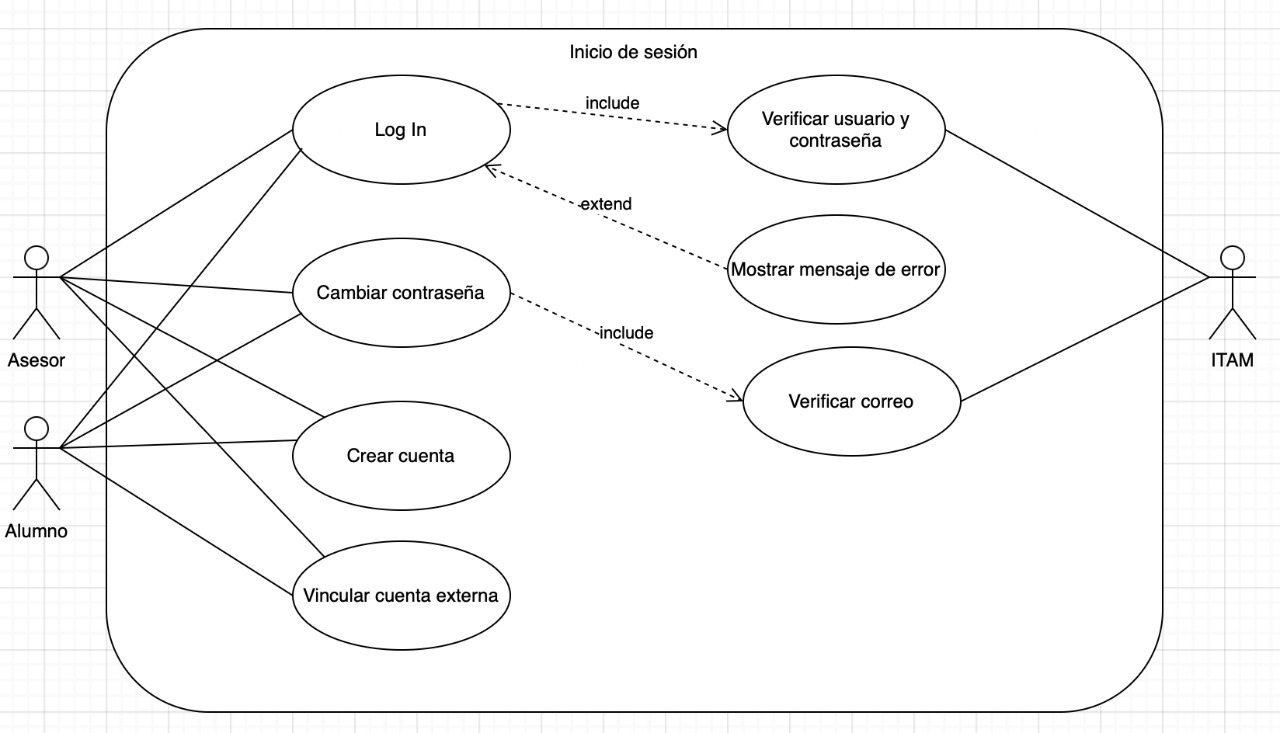 Inicio de sesión
Log In
include
Verificar usuario y
contraseña
extend
Mostrar mensaje de error
Cambiar contraseña
include
Verificar correo
Asesor
ITAM
Crear cuenta
Alumno
Vincular cuenta externa